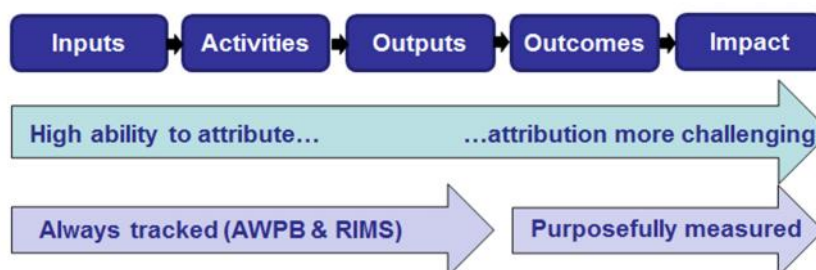 Inputs Activities Outputs Outcomes Impact
High ability to attribute… …attribution more challenging
Always tracked (AWPB & RIMS) Purposefully measured